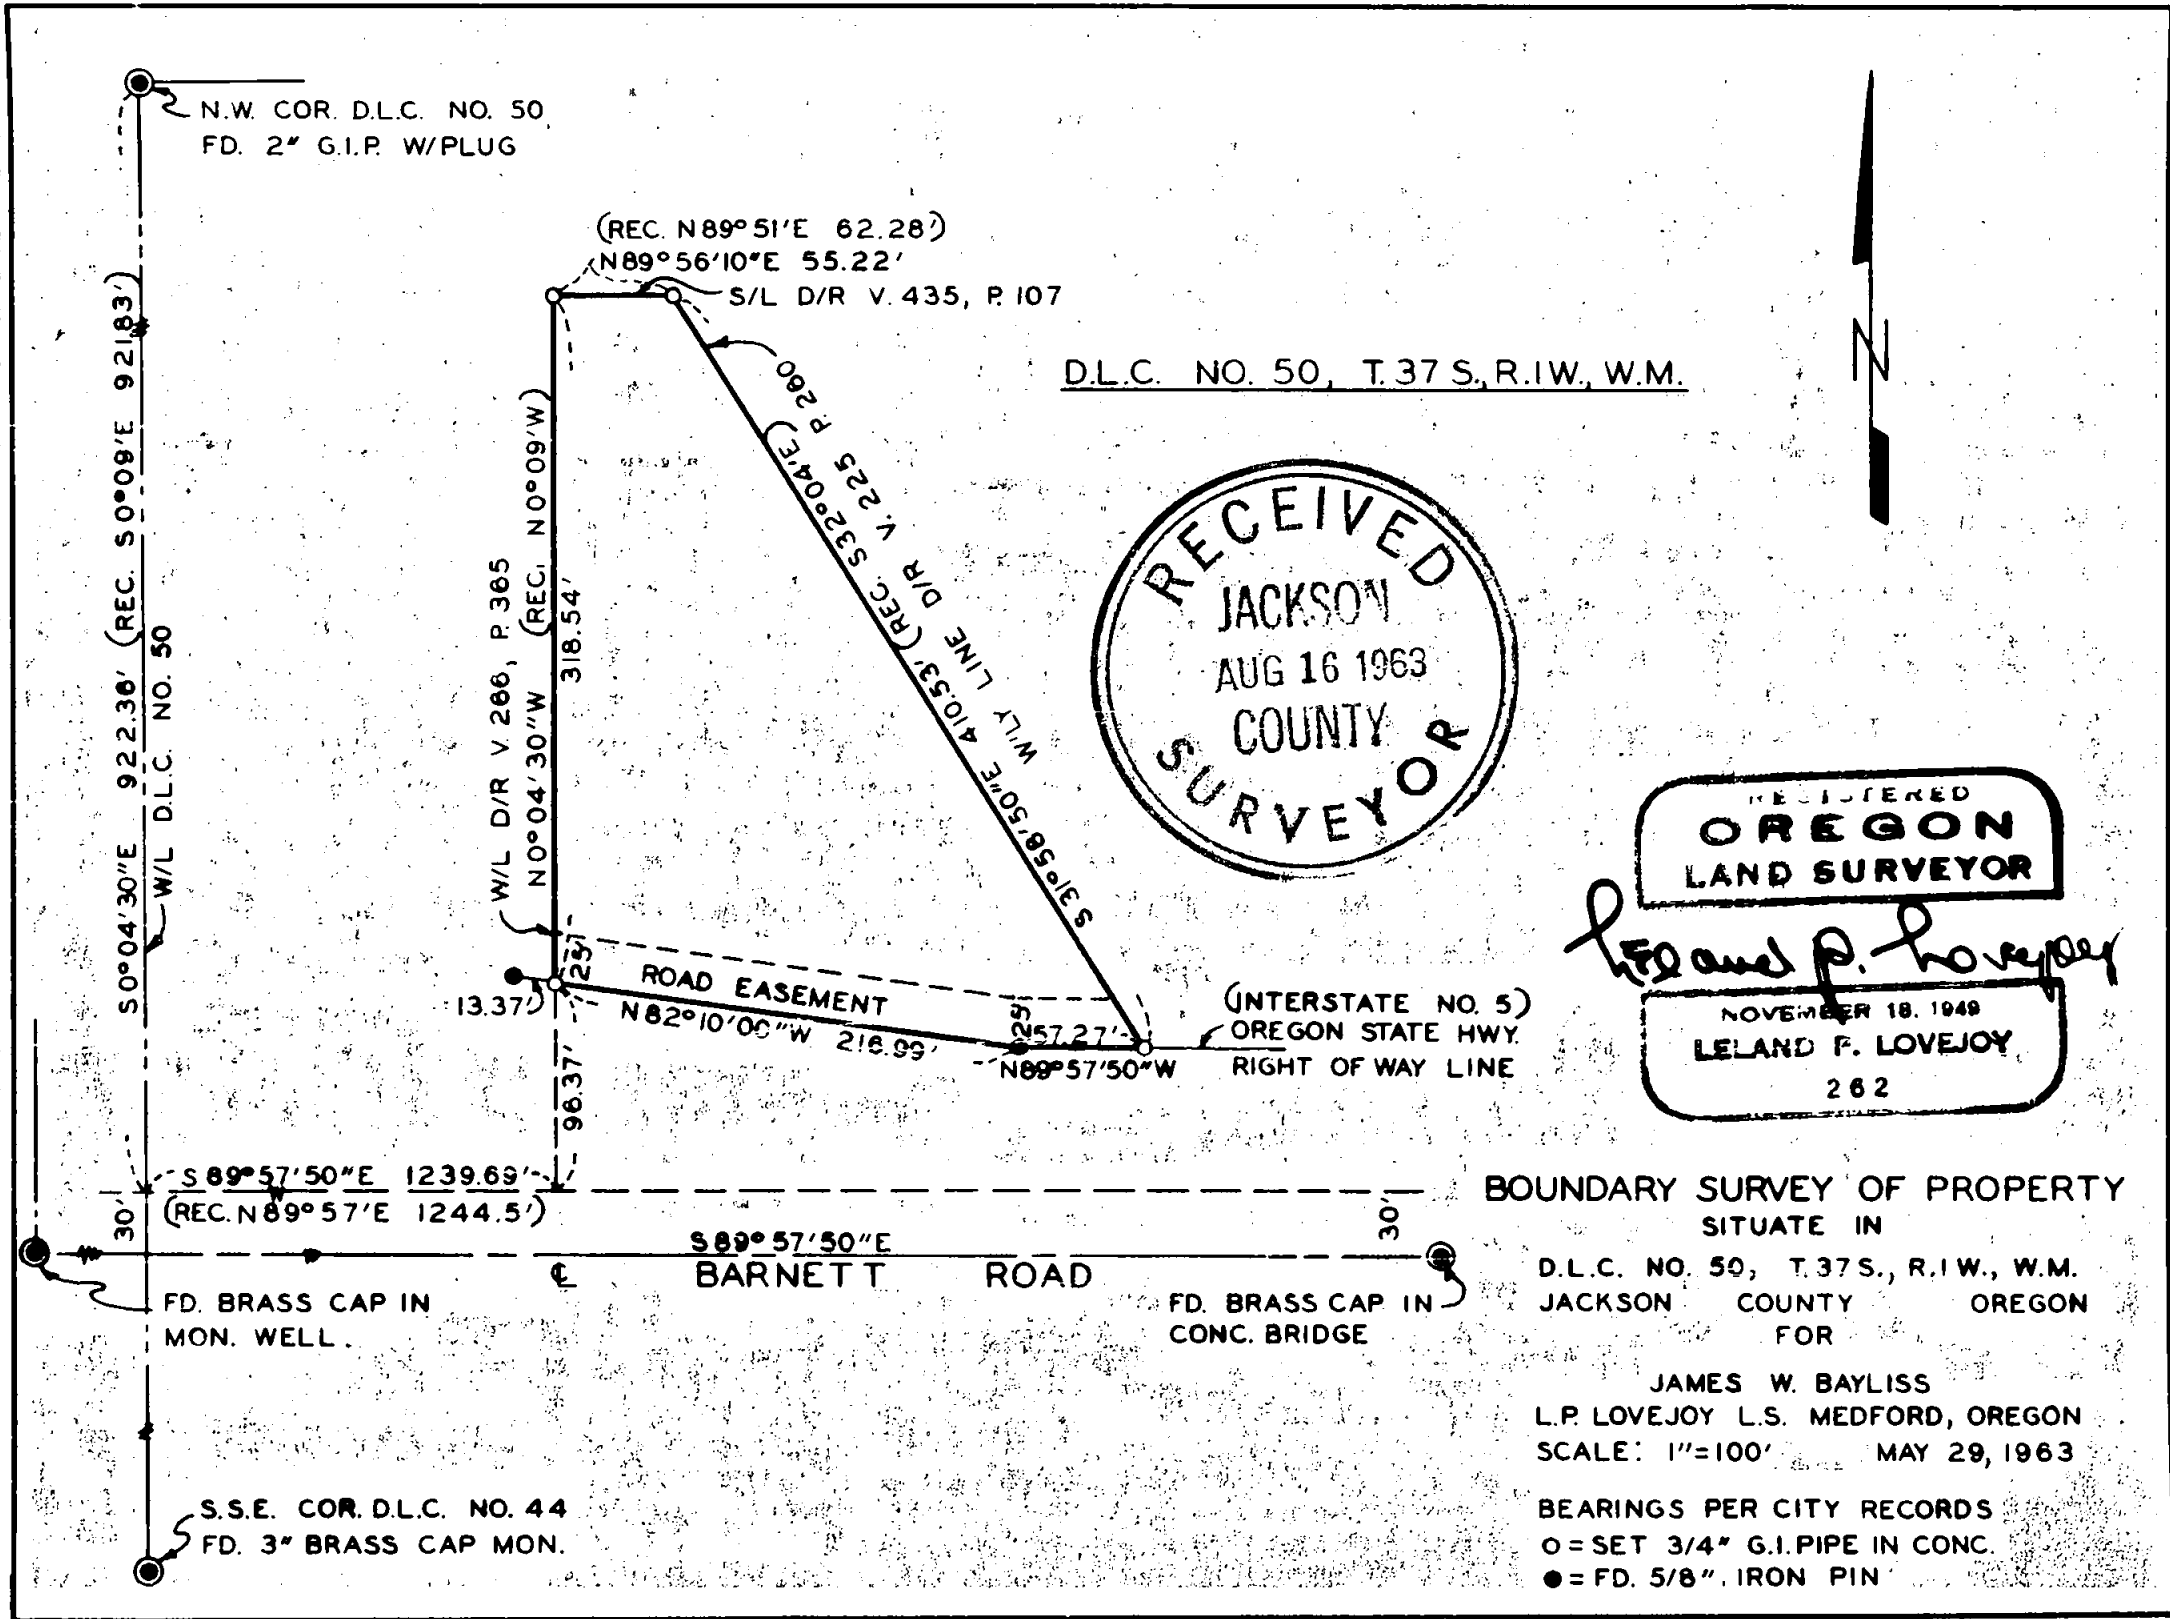 N.W. COR. D.L.C. NO. 50
FD. 2" G.I.P. W/PLUG
(REC. N89°51'E 62.28')
N89°56'10"E 55.22'
S/L D/R V. 435, P. 107
D.L.C. NO. 50, T. 37 S., R. 1 W., W.M.
N
S0°04'30"E 922.36' (REC. S0°09'E 921.83')
W/L D.L.C. NO. 50
W/L D/R V. 266, P. 365
N0°04'30"W (REC. N0°09'W)
318.54'
S31°58'50"E 410.53' (REC. S32°04'E)
W'LY LINE D/R V. 225 P. 260
RECEIVED
JACKSON
AUG 16 1963
COUNTY
SURVEYOR
REGISTERED
OREGON
LAND SURVEYOR
Leland P. Lovejoy
NOVEMBER 18, 1949
LELAND P. LOVEJOY
262
25'
ROAD EASEMENT
13.37'
N82°10'00"W 216.99'
25'
57.27'
N89°57'50"W
(INTERSTATE NO. 5)
OREGON STATE HWY.
RIGHT OF WAY LINE
96.37'
S89°57'50"E 1239.69'
(REC. N89°57'E 1244.5')
30'
30'
S89°57'50"E
℄ BARNETT ROAD
FD. BRASS CAP IN
MON. WELL.
FD. BRASS CAP IN
CONC. BRIDGE
S.S.E. COR. D.L.C. NO. 44
FD. 3" BRASS CAP MON.
BOUNDARY SURVEY OF PROPERTY
SITUATE IN
D.L.C. NO. 50, T. 37 S., R. 1 W., W.M.
JACKSON COUNTY OREGON
FOR
JAMES W. BAYLISS
L.P. LOVEJOY L.S. MEDFORD, OREGON
SCALE: 1"=100' MAY 29, 1963
BEARINGS PER CITY RECORDS
O = SET 3/4" G.I. PIPE IN CONC.
● = FD. 5/8" IRON PIN